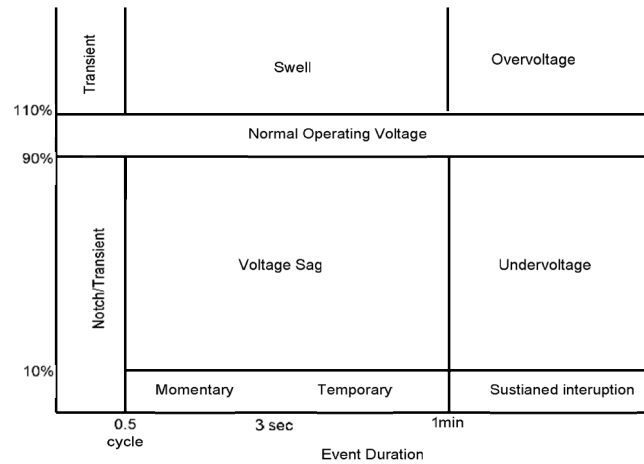 Transient
Swell
Overvoltage
110%
Normal Operating Voltage
90%
Notch/Transient
Voltage Sag
Undervoltage
10%
Momentary
Temporary
Sustianed interuption
0.5
cycle
3 sec
1min
Event Duration